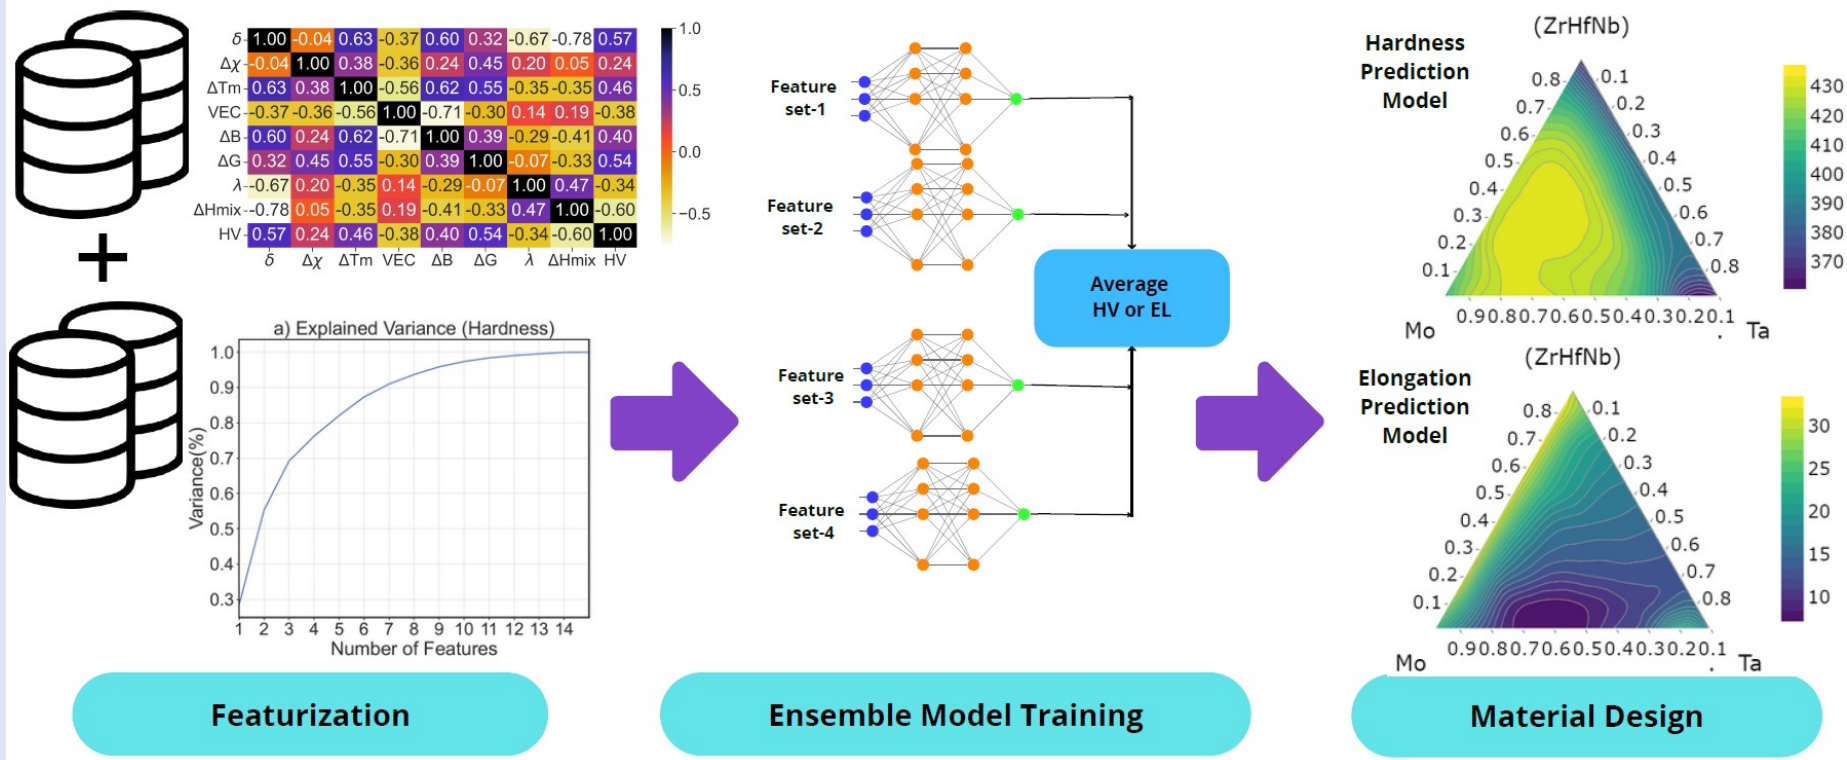 δ 1.00 -0.04 0.63 -0.37 0.60 0.32 -0.67 -0.78 0.57
Δχ -0.04 1.00 0.38 -0.36 0.24 0.45 0.20 0.05 0.24
ΔTm 0.63 0.38 1.00 -0.56 0.62 0.55 -0.35 -0.35 0.46
VEC -0.37 -0.36 -0.56 1.00 -0.71 -0.30 0.14 0.19 -0.38
ΔB 0.60 0.24 0.62 -0.71 1.00 0.39 -0.29 -0.41 0.40
ΔG 0.32 0.45 0.55 -0.30 0.39 1.00 -0.07 -0.33 0.54
λ -0.67 0.20 -0.35 0.14 -0.29 -0.07 1.00 0.47 -0.34
ΔHmix -0.78 0.05 -0.35 0.19 -0.41 -0.33 0.47 1.00 -0.60
HV 0.57 0.24 0.46 -0.38 0.40 0.54 -0.34 -0.60 1.00
δ Δχ ΔTm VEC ΔB ΔG λ ΔHmix HV
1.0
0.5
0.0
−0.5
+
a) Explained Variance (Hardness)
Variance(%)
1.0
0.9
0.8
0.7
0.6
0.5
0.4
0.3
1 2 3 4 5 6 7 8 9 10 11 12 13 14
Number of Features
Featurization
Feature
set-1
Feature
set-2
Feature
set-3
Feature
set-4
Average
HV or EL
Ensemble Model Training
Hardness
Prediction
Model
(ZrHfNb)
0.8
0.7
0.6
0.5
0.4
0.3
0.2
0.1
0.1
0.2
0.3
0.4
0.5
0.6
0.7
0.8
0.9 0.8 0.7 0.6 0.5 0.4 0.3 0.2 0.1
Mo . Ta
430
420
410
400
390
380
370
Elongation
Prediction
Model
(ZrHfNb)
0.8
0.7
0.6
0.5
0.4
0.3
0.2
0.1
0.1
0.2
0.3
0.4
0.5
0.6
0.7
0.8
0.9 0.8 0.7 0.6 0.5 0.4 0.3 0.2 0.1
Mo . Ta
30
25
20
15
10
Material Design